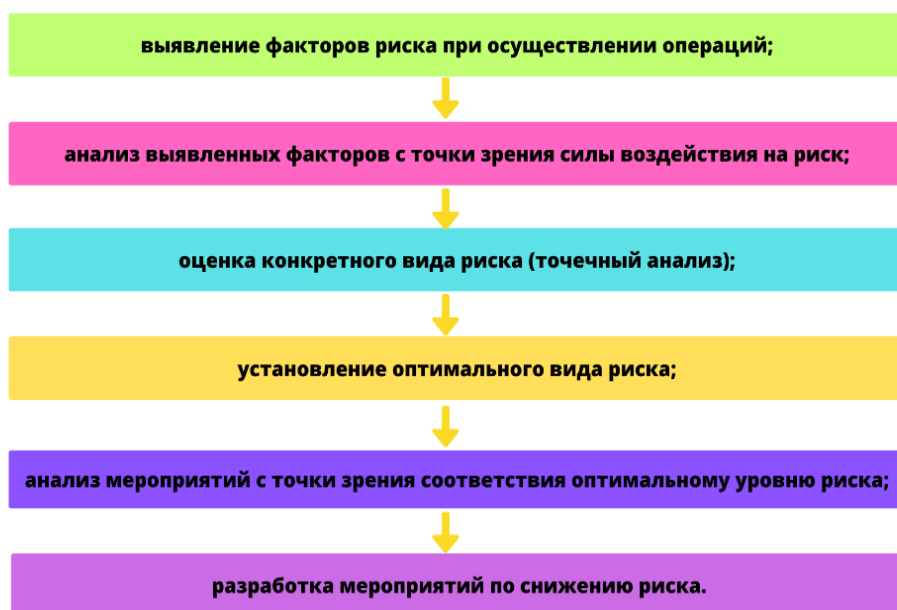 выявление факторов риска при осуществлении операций;
анализ выявленных факторов с точки зрения силы воздействия на риск;
оценка конкретного вида риска (точечный анализ);
установление оптимального вида риска;
анализ мероприятий с точки зрения соответствия оптимальному уровню риска;
разработка мероприятий по снижению риска.